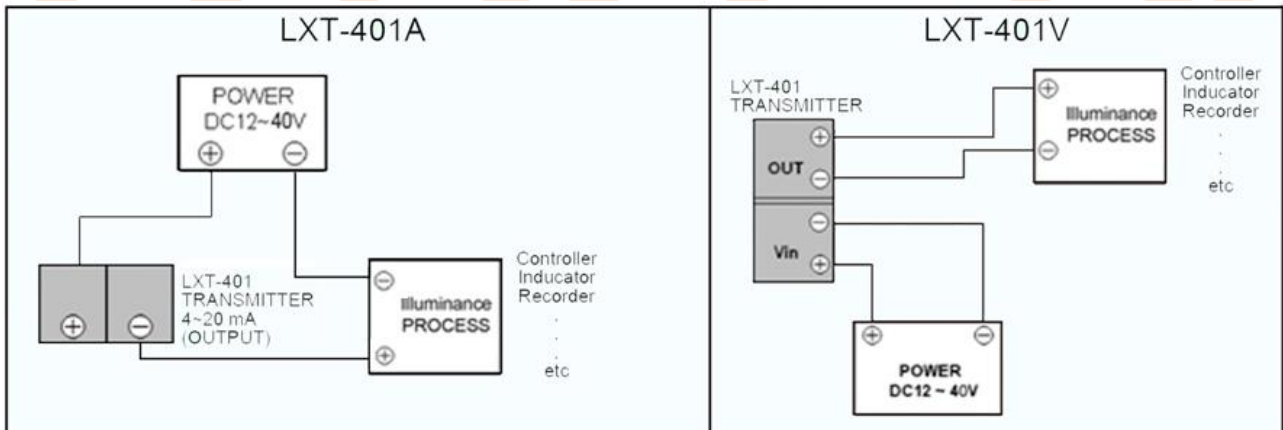 LXT-401A
POWER
DC12~40V
⊕ ⊖
LXT-401
TRANSMITTER
4~20 mA
(OUTPUT)
⊕ ⊖
⊖
Illuminance
PROCESS
⊕
Controller
Inducator
Recorder
.
.
.
etc
LXT-401V
LXT-401
TRANSMITTER
⊕
OUT
⊖
⊖
Vin
⊕
⊕
Illuminance
PROCESS
⊖
Controller
Inducator
Recorder
.
.
.
etc
⊕ ⊖
POWER
DC12 ~ 40V